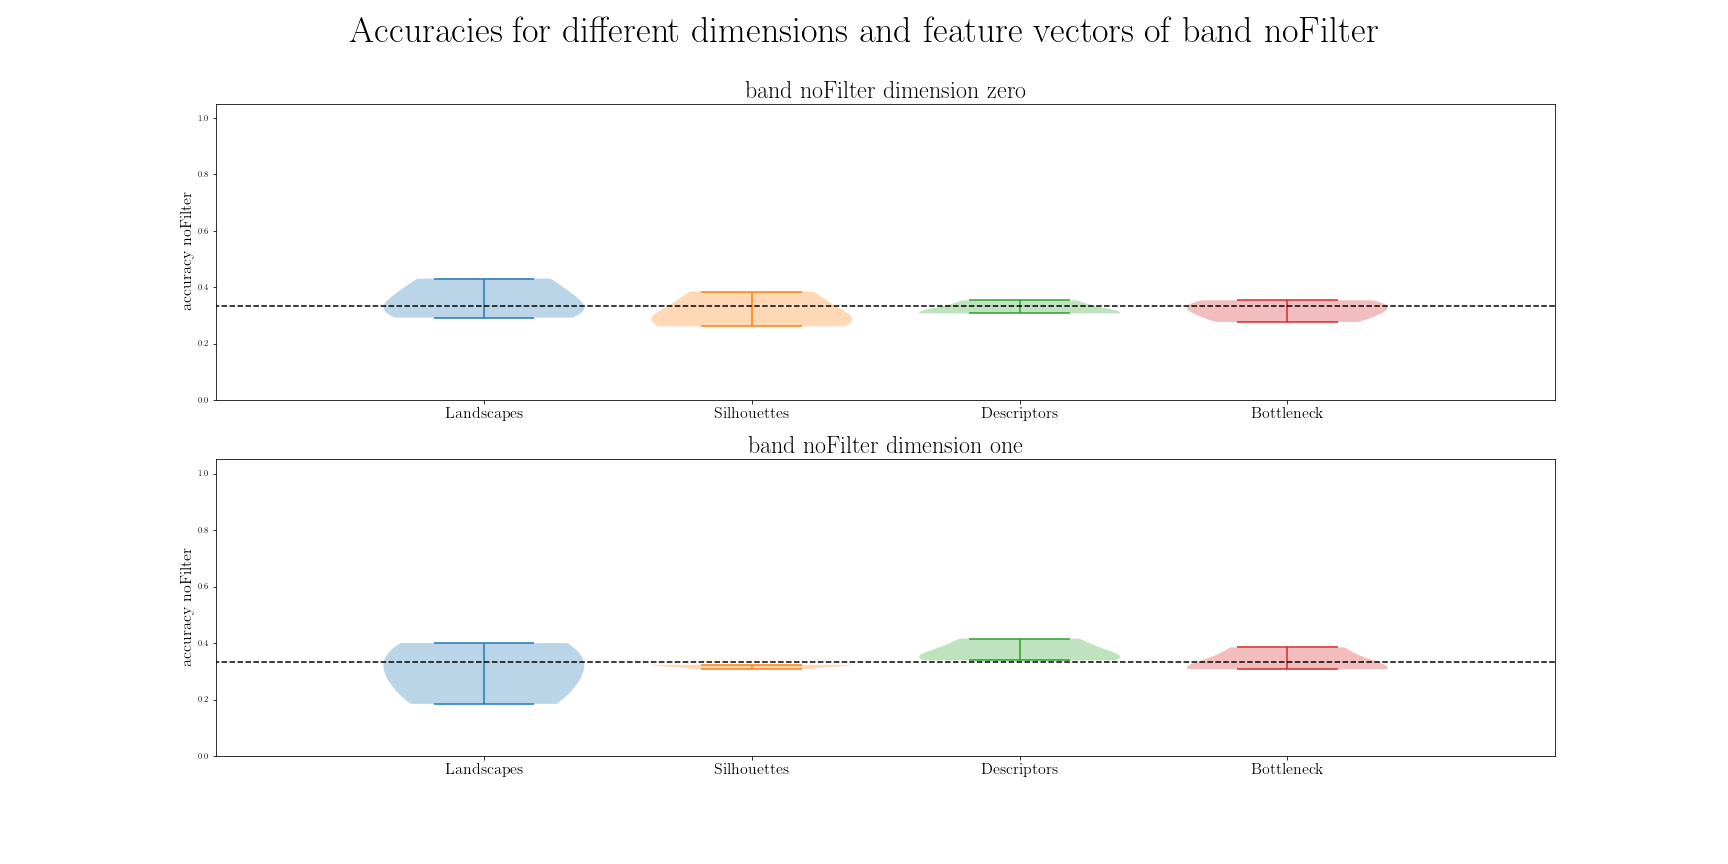 Accuracies for different dimensions and feature vectors of band noFilter
band noFilter dimension zero
accuracy noFilter
1.0
0.8
0.6
0.4
0.2
0.0
Landscapes Silhouettes Descriptors Bottleneck
band noFilter dimension one
accuracy noFilter
1.0
0.8
0.6
0.4
0.2
0.0
Landscapes Silhouettes Descriptors Bottleneck